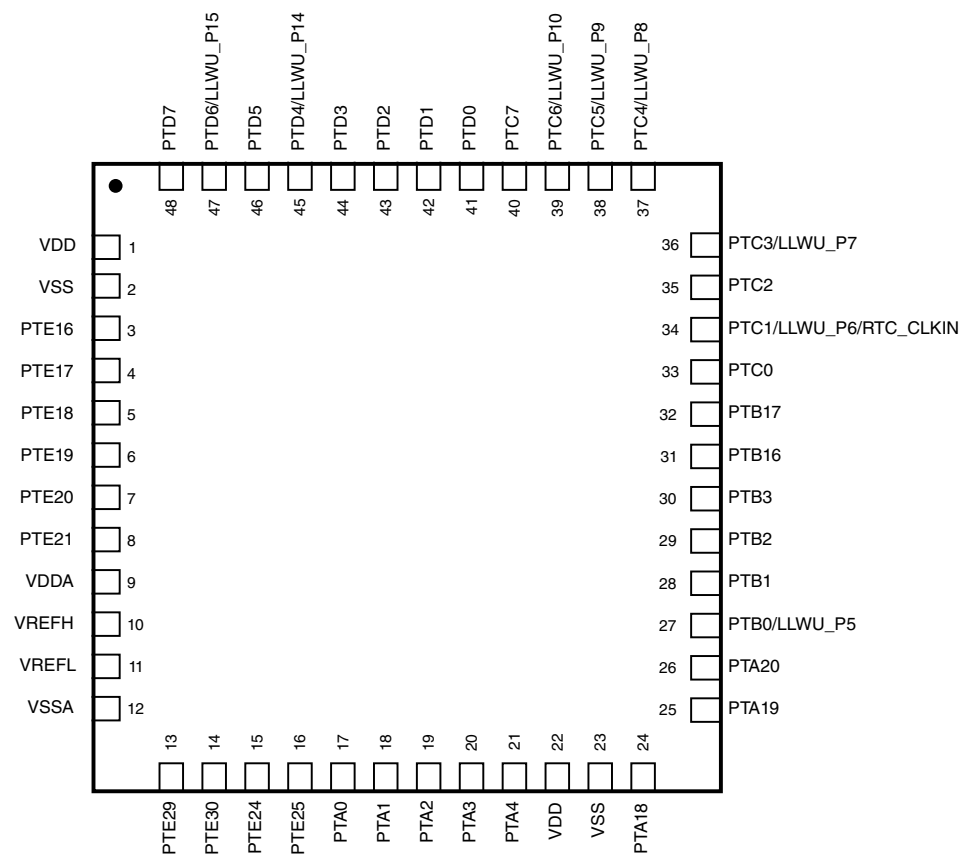 PTD7
PTD6/LLWU_P15
PTD5
PTD4/LLWU_P14
PTD3
PTD2
PTD1
PTD0
PTC7
PTC6/LLWU_P10
PTC5/LLWU_P9
PTC4/LLWU_P8
48
47
46
45
44
43
42
41
40
39
38
37
VDD 1
VSS 2
PTE16 3
PTE17 4
PTE18 5
PTE19 6
PTE20 7
PTE21 8
VDDA 9
VREFH 10
VREFL 11
VSSA 12
36 PTC3/LLWU_P7
35 PTC2
34 PTC1/LLWU_P6/RTC_CLKIN
33 PTC0
32 PTB17
31 PTB16
30 PTB3
29 PTB2
28 PTB1
27 PTB0/LLWU_P5
26 PTA20
25 PTA19
13
14
15
16
17
18
19
20
21
22
23
24
PTE29
PTE30
PTE24
PTE25
PTA0
PTA1
PTA2
PTA3
PTA4
VDD
VSS
PTA18